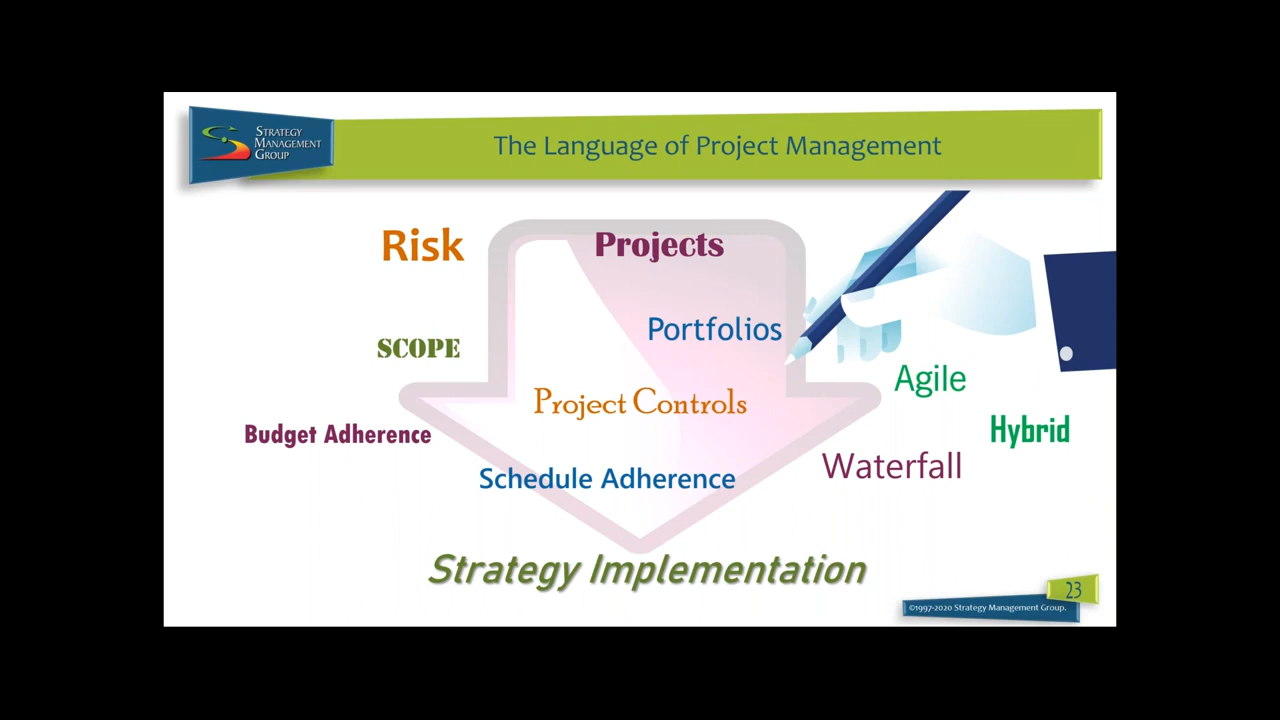 STRATEGY
MANAGEMENT
GROUP
The Language of Project Management
Risk
Projects
Portfolios
SCOPE
Agile
Project Controls
Hybrid
Budget Adherence
Waterfall
Schedule Adherence
Strategy Implementation
23
©1997-2020 Strategy Management Group.